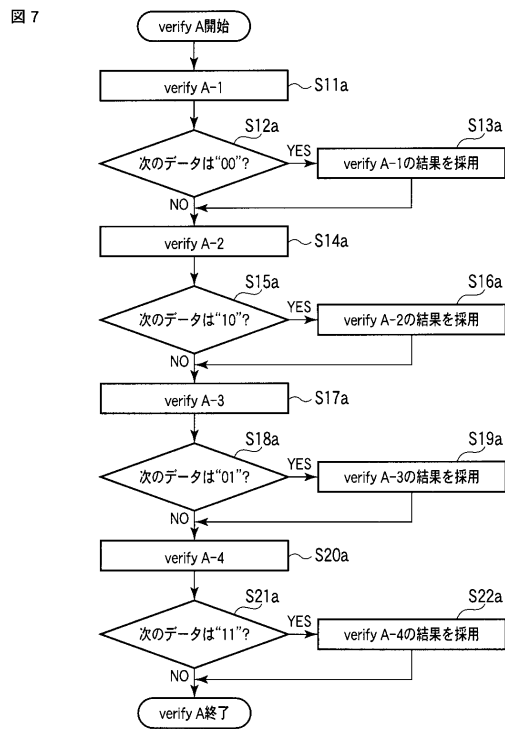 図 7
verify A開始
verify A-1
S11a
S12a
次のデータは“00”?
YES
S13a
verify A-1の結果を採用
NO
verify A-2
S14a
S15a
次のデータは“10”?
YES
S16a
verify A-2の結果を採用
NO
verify A-3
S17a
S18a
次のデータは“01”?
YES
S19a
verify A-3の結果を採用
NO
verify A-4
S20a
S21a
次のデータは“11”?
YES
S22a
verify A-4の結果を採用
NO
verify A終了